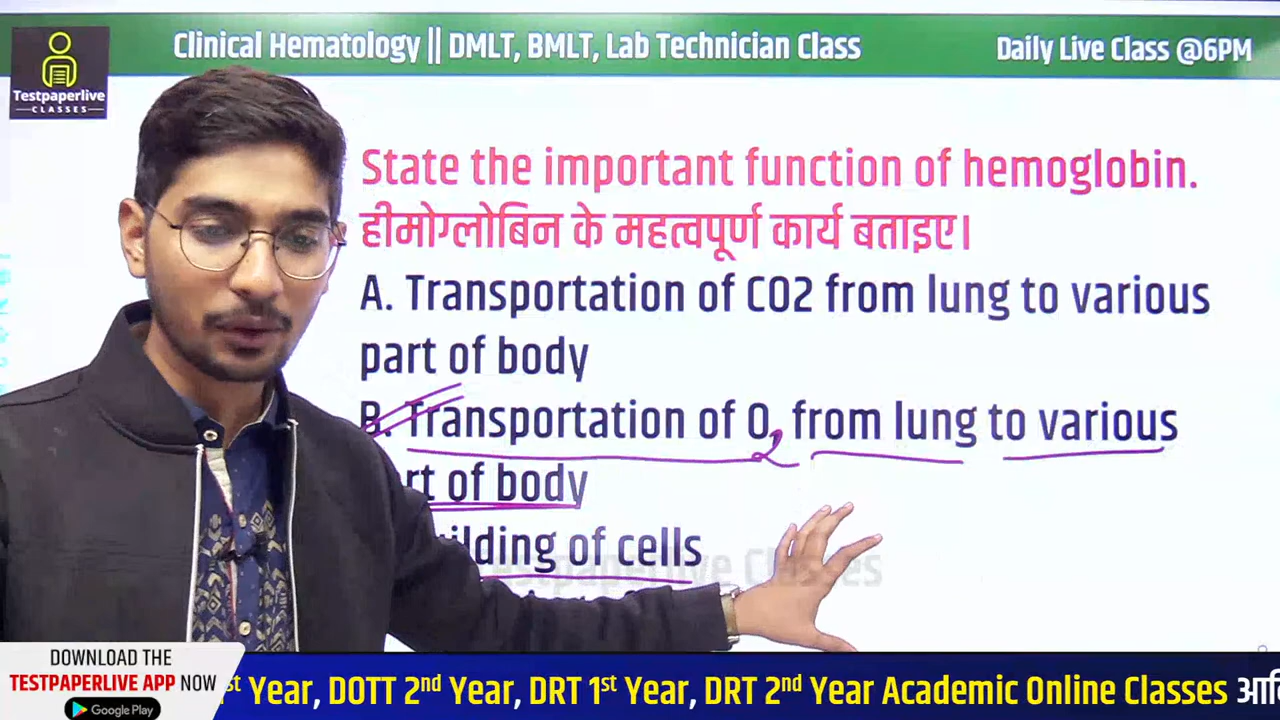 Clinical Hematology || DMLT, BMLT, Lab Technician Class
Daily Live Class @6PM
Testpaperlive
CLASSES
State the important function of hemoglobin.
हीमोग्लोबिन के महत्वपूर्ण कार्य बताइए।
A. Transportation of CO2 from lung to various
part of body
B. Transportation of O2 from lung to various
of body
of cells
Testpaperlive Classes
DOWNLOAD THE
TESTPAPERLIVE APP NOW
Google Play
Year, DOTT 2nd Year, DRT 1st Year, DRT 2nd Year Academic Online Classes